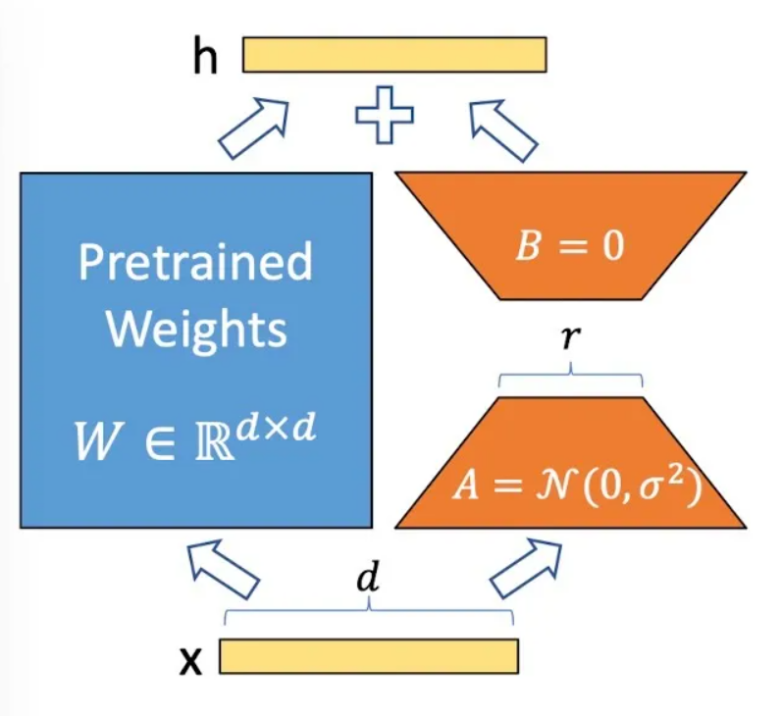 h
Pretrained
Weights
W ∈ ℝ^{d×d}
B = 0
r
A = 𝒩(0, σ²)
d
x